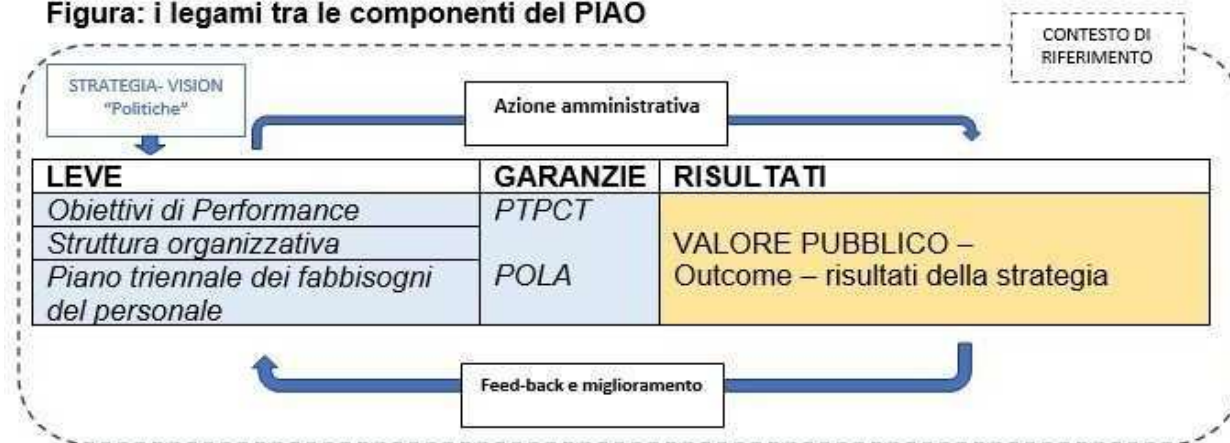 Figura: i legami tra le componenti del PIAO
CONTESTO DI
RIFERIMENTO
STRATEGIA- VISION
"Politiche"
Azione amministrativa
LEVE GARANZIE RISULTATI
Obiettivi di Performance PTPCT
Struttura organizzativa VALORE PUBBLICO –
Piano triennale dei fabbisogni POLA Outcome – risultati della strategia
del personale
Feed-back e miglioramento